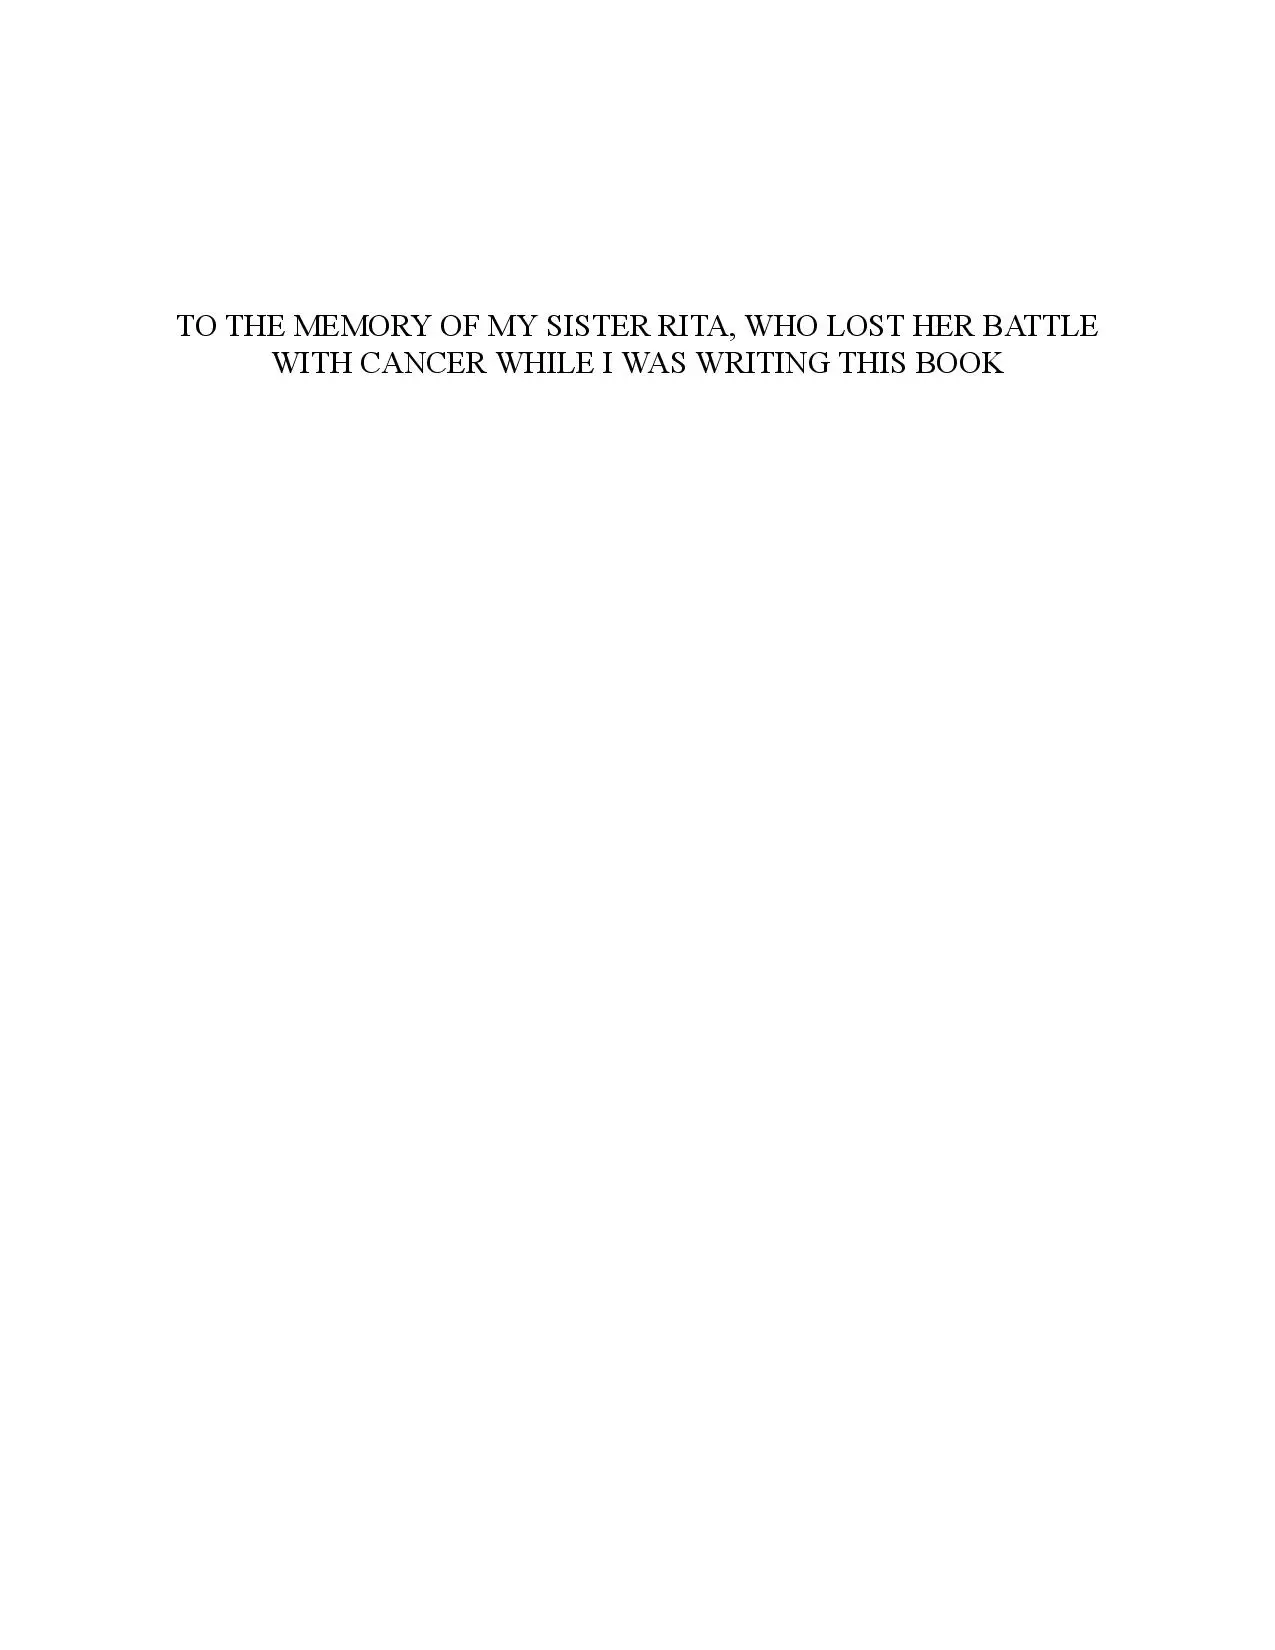 TO THE MEMORY OF MY SISTER RITA, WHO LOST HER BATTLE
WITH CANCER WHILE I WAS WRITING THIS BOOK